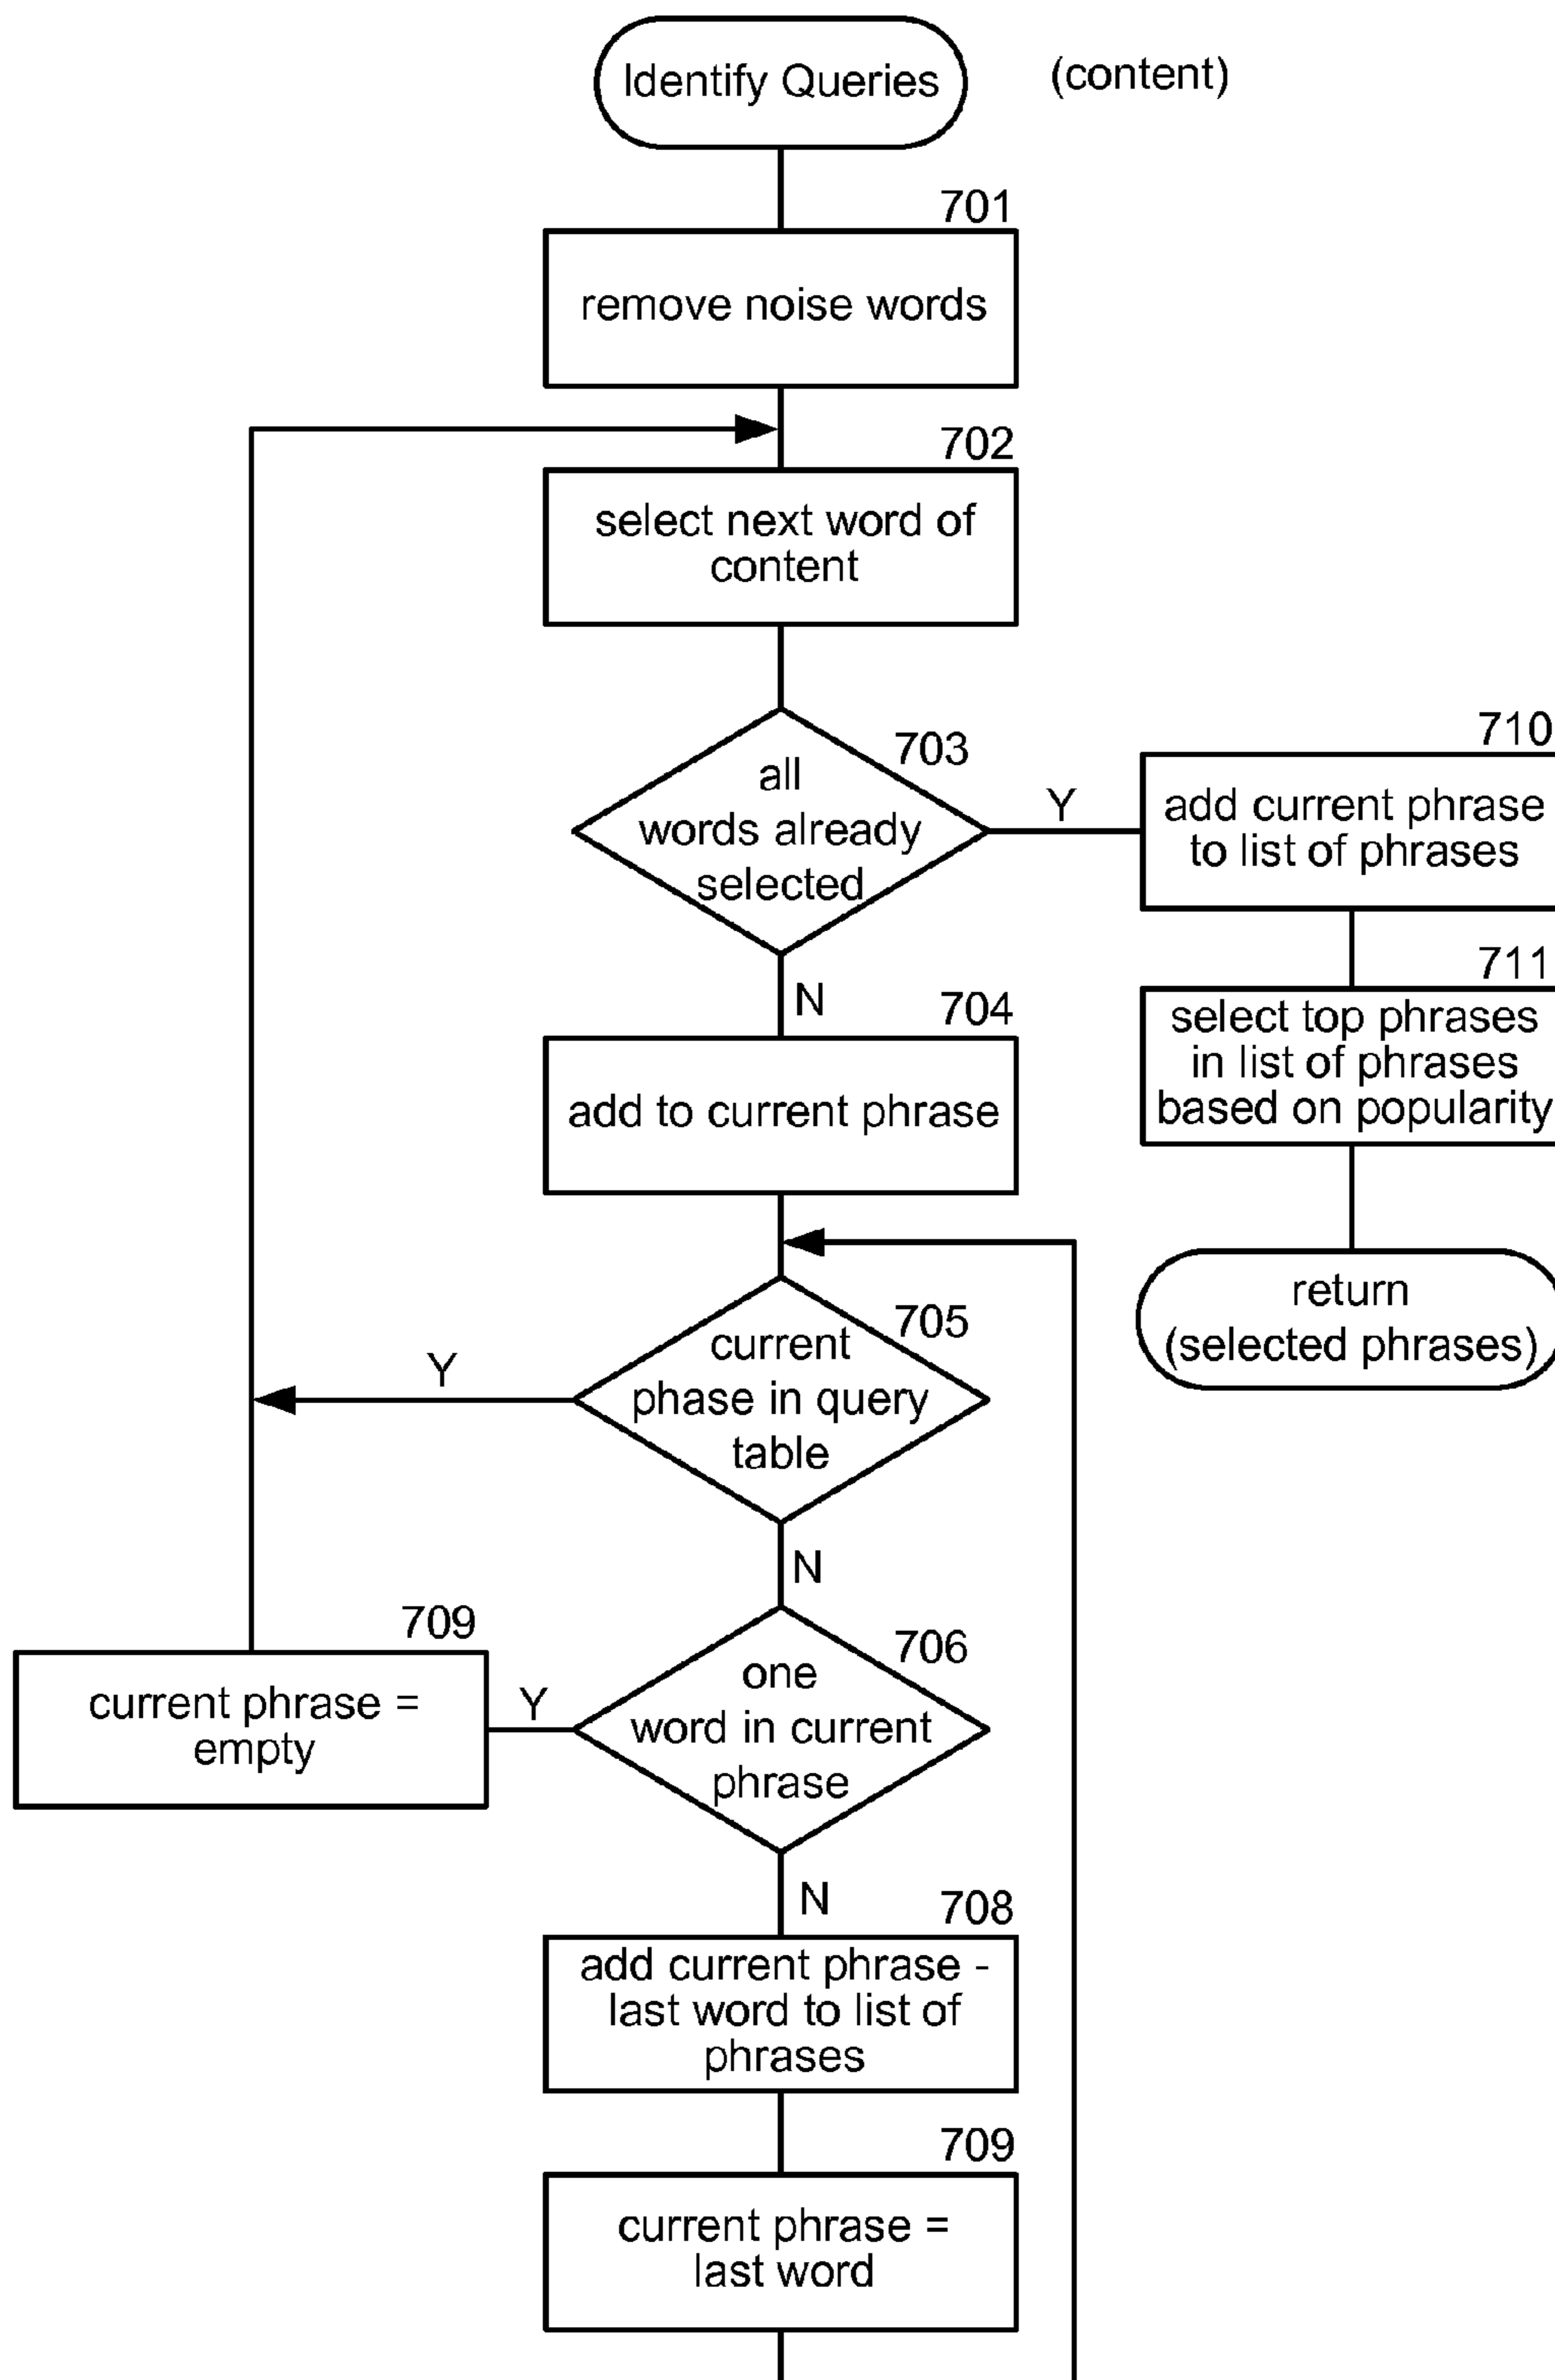 Identify Queries
(content)
701
remove noise words
702
select next word of
content
703
all
words already
selected
Y
710
add current phrase
to list of phrases
711
select top phrases
in list of phrases
based on popularity
return
(selected phrases)
N
704
add to current phrase
705
current
phase in query
table
Y
N
706
one
word in current
phrase
Y
709
current phrase =
empty
N
708
add current phrase -
last word to list of
phrases
709
current phrase =
last word